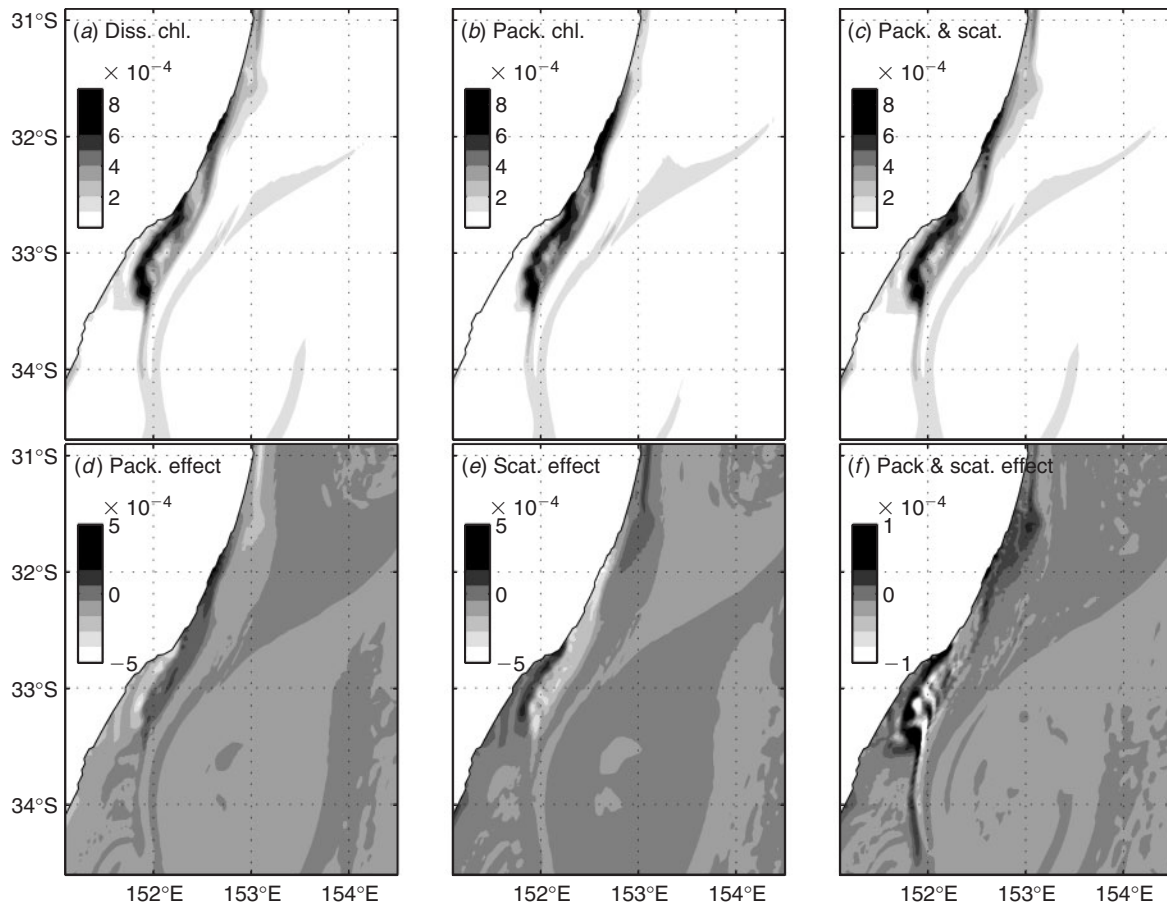 31°S
32°S
33°S
34°S
(a) Diss. chl.
× 10⁻⁴
8
6
4
2
(b) Pack. chl.
× 10⁻⁴
8
6
4
2
(c) Pack. & scat.
× 10⁻⁴
8
6
4
2
31°S
32°S
33°S
34°S
(d) Pack. effect
× 10⁻⁴
5
0
−5
(e) Scat. effect
× 10⁻⁴
5
0
−5
(f) Pack & scat. effect
× 10⁻⁴
1
0
−1
152°E 153°E 154°E 152°E 153°E 154°E 152°E 153°E 154°E